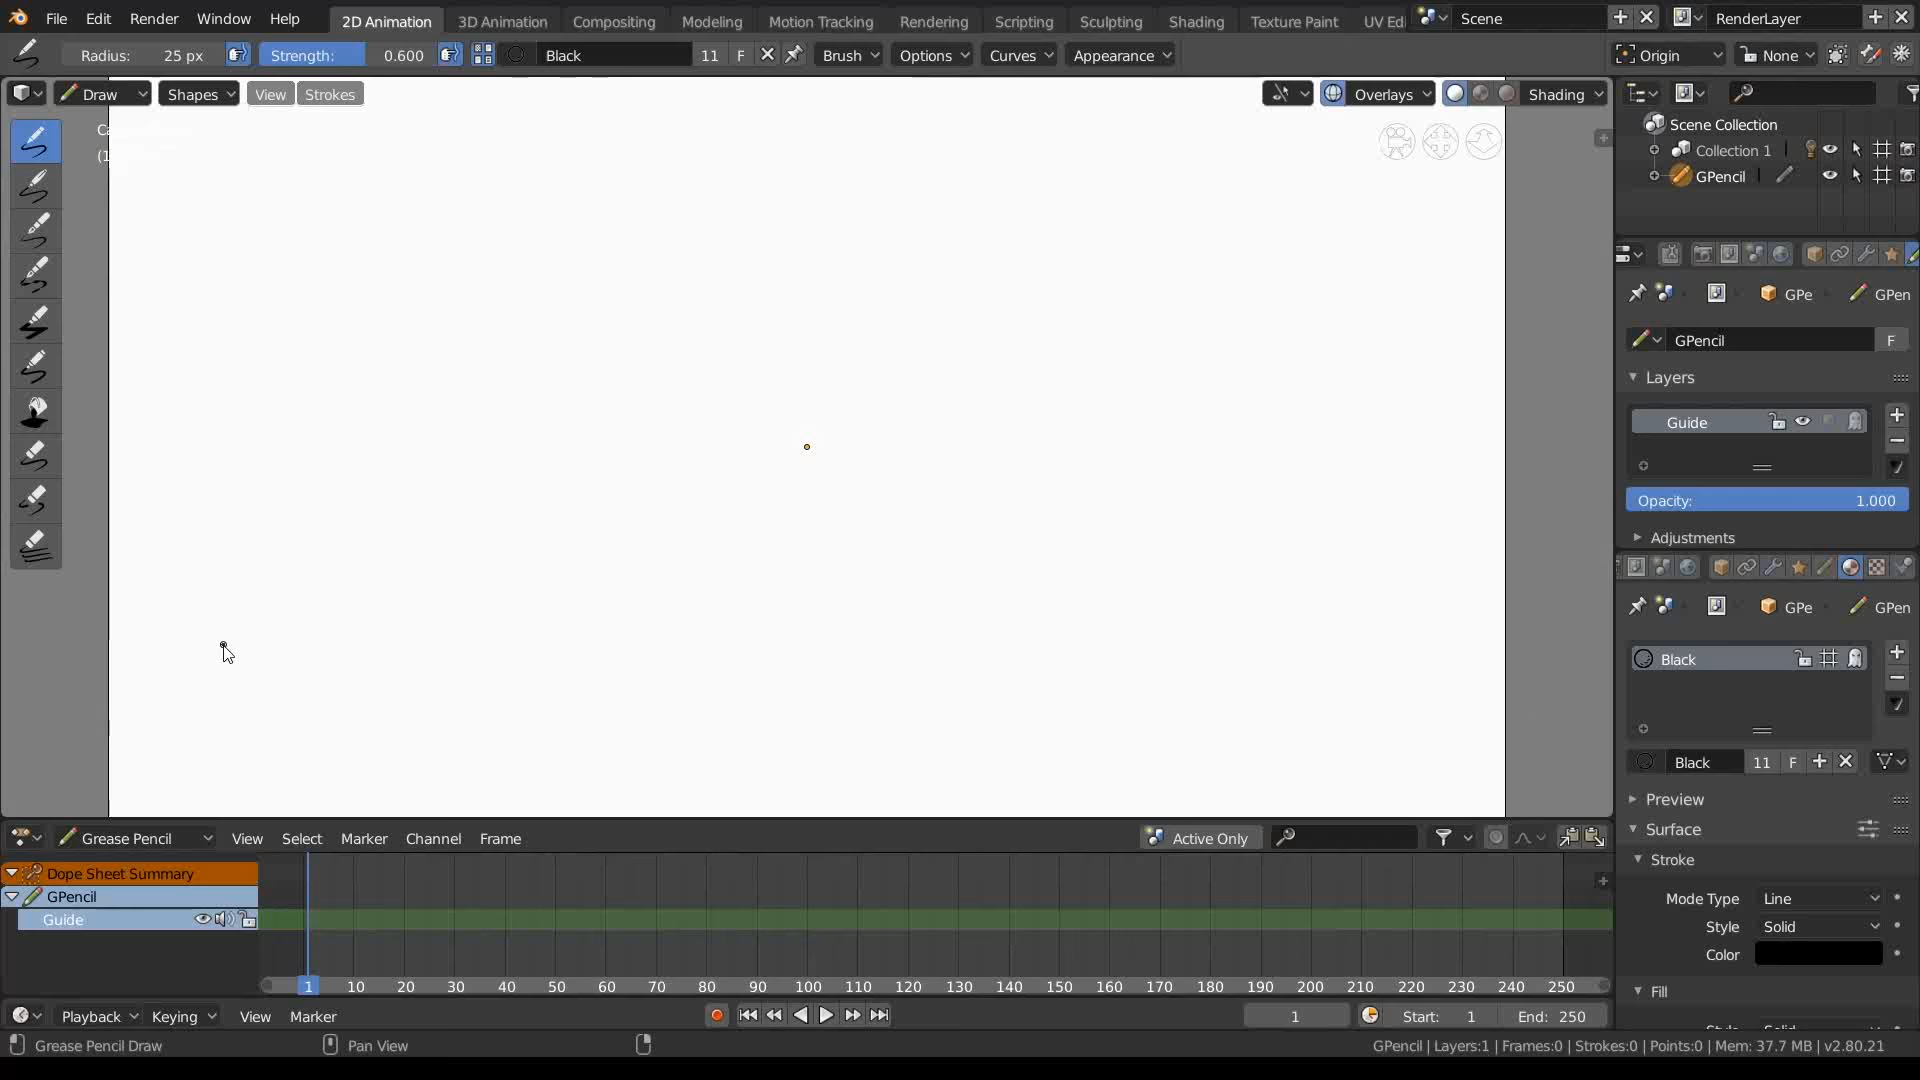 File Edit Render Window Help 2D Animation 3D Animation Compositing Modeling Motion Tracking Rendering Scripting Sculpting Shading Texture Paint UV Edi Scene RenderLayer
Radius: 25 px Strength: 0.600 Black 11 F Brush Options Curves Appearance Origin None
Draw Shapes View Strokes Overlays Shading
Ca
(1
Scene Collection
Collection 1
GPencil
GPe GPen
GPencil F
Layers
Guide
Opacity: 1.000
Adjustments
GPe GPen
Black
Black 11 F
Preview
Surface
Stroke
Mode Type Line
Style Solid
Color
Fill
Grease Pencil View Select Marker Channel Frame Active Only
Dope Sheet Summary
GPencil
Guide
1 10 20 30 40 50 60 70 80 90 100 110 120 130 140 150 160 170 180 190 200 210 220 230 240 250
Playback Keying View Marker 1 Start: 1 End: 250
Grease Pencil Draw Pan View GPencil | Layers:1 | Frames:0 | Strokes:0 | Points:0 | Mem: 37.7 MB | v2.80.21